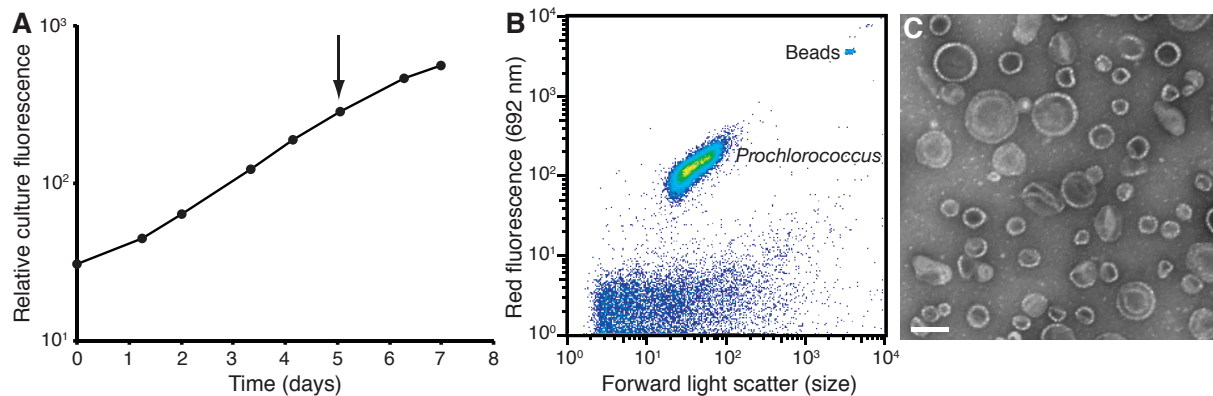 A
Relative culture fluorescence
10³
10²
10¹
0 1 2 3 4 5 6 7 8
Time (days)
B
Red fluorescence (692 nm)
10⁴
10³
10²
10¹
10⁰
Beads
Prochlorococcus
10⁰ 10¹ 10² 10³ 10⁴
Forward light scatter (size)
C